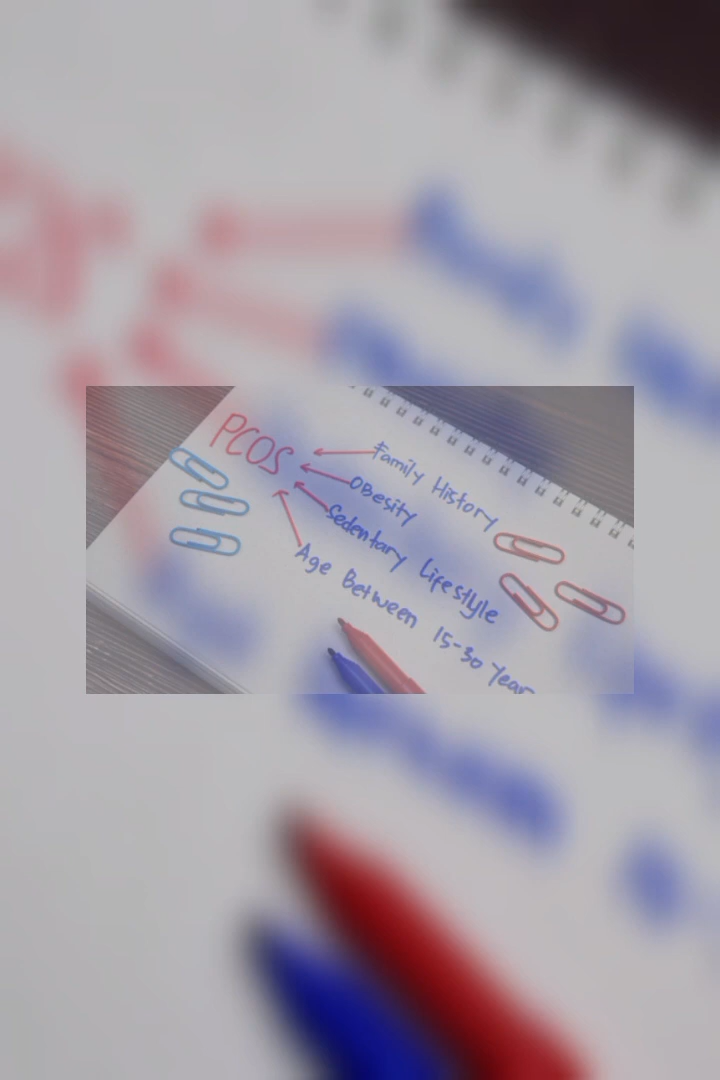 PCOS
Family History
Obesity
Sedentary Lifestyle
Age Between 15-30 Year